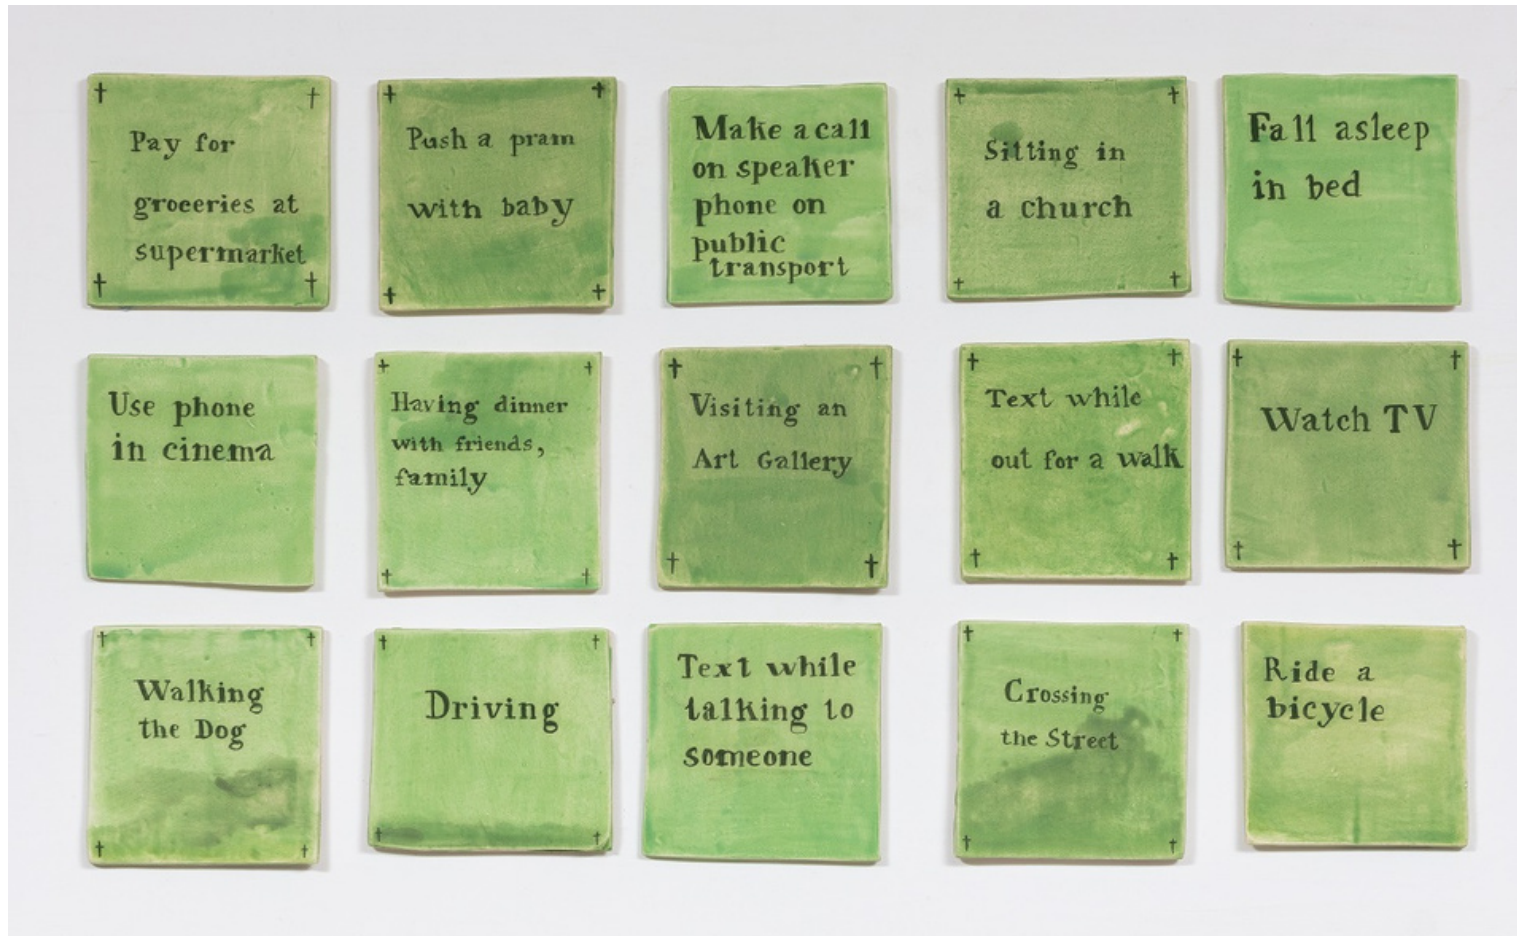 Pay for
groceries at
supermarket
Push a pram
with baby
Make a call
on speaker
phone on
public
transport
Sitting in
a church
Fall asleep
in bed
Use phone
in cinema
Having dinner
with friends,
family
Visiting an
Art Gallery
Text while
out for a walk
Watch TV
Walking
the Dog
Driving
Text while
talking to
someone
Crossing
the Street
Ride a
bicycle